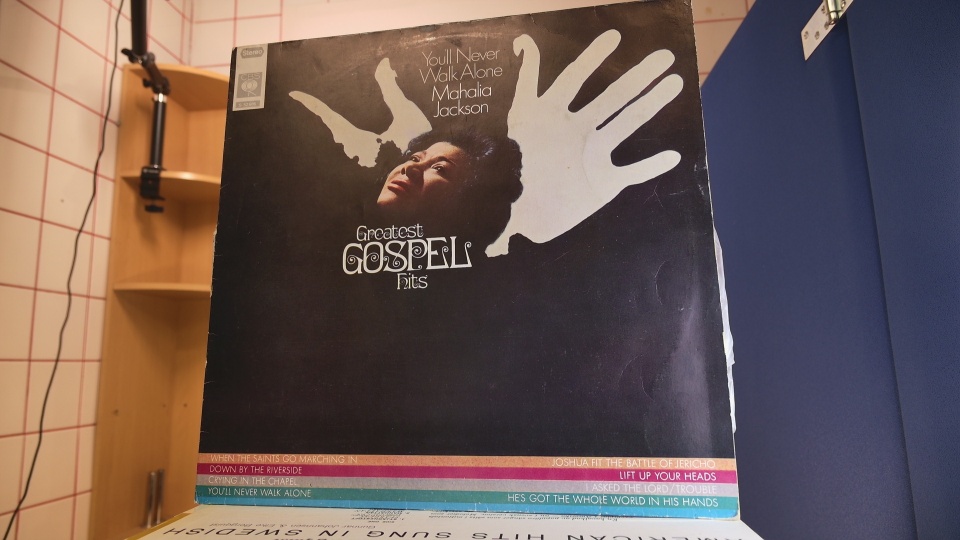 Stereo
CBS
You'll Never
Walk Alone
Mahalia
Jackson
Greatest
GOSPEL
hits
WHEN THE SAINTS GO MARCHING IN
DOWN BY THE RIVERSIDE
CRYING IN THE CHAPEL
YOU'LL NEVER WALK ALONE
JOSHUA FIT THE BATTLE OF JERICHO
LIFT UP YOUR HEADS
I ASKED THE LORD/TROUBLE
HE'S GOT THE WHOLE WORLD IN HIS HANDS
AMERICAN HITS SUNG IN SWEDISH